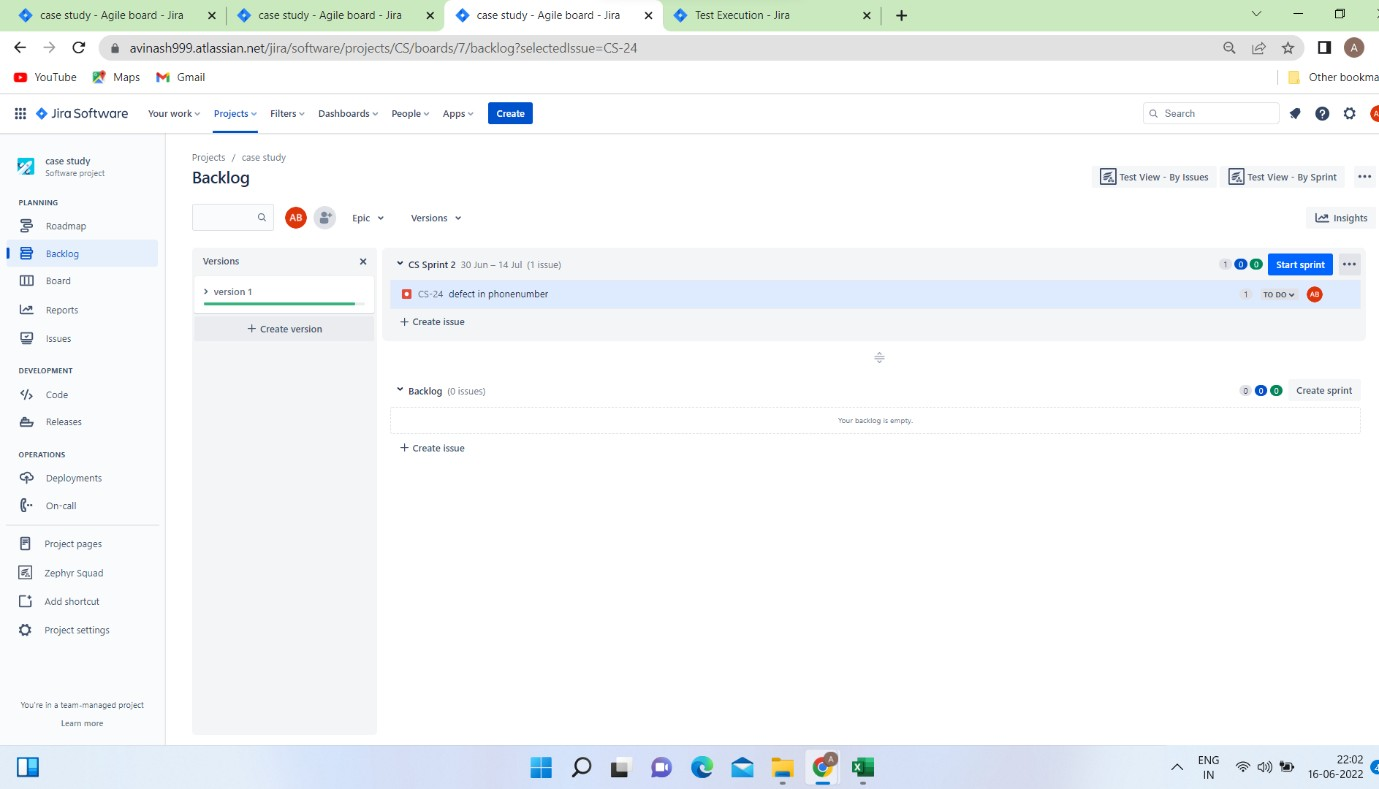 case study - Agile board - Jira
case study - Agile board - Jira
case study - Agile board - Jira
Test Execution - Jira
avinash999.atlassian.net/jira/software/projects/CS/boards/7/backlog?selectedIssue=CS-24
A
YouTube Maps Gmail
Other bookma
Jira Software Your work Projects Filters Dashboards People Apps Create
Search
A
case study
Software project
PLANNING
Roadmap
Backlog
Board
Reports
Issues
DEVELOPMENT
Code
Releases
OPERATIONS
Deployments
On-call
Project pages
Zephyr Squad
Add shortcut
Project settings
You're in a team-managed project
Learn more
Projects / case study
Backlog
Test View - By Issues Test View - By Sprint
AB Epic Versions
Insights
Versions
version 1
+ Create version
CS Sprint 2 30 Jun – 14 Jul (1 issue) 1 0 0 Start sprint
CS-24 defect in phonenumber 1 TO DO AB
+ Create issue
Backlog (0 issues) 0 0 0 Create sprint
Your backlog is empty.
+ Create issue
A
ENG
IN
22:02
16-06-2022
4